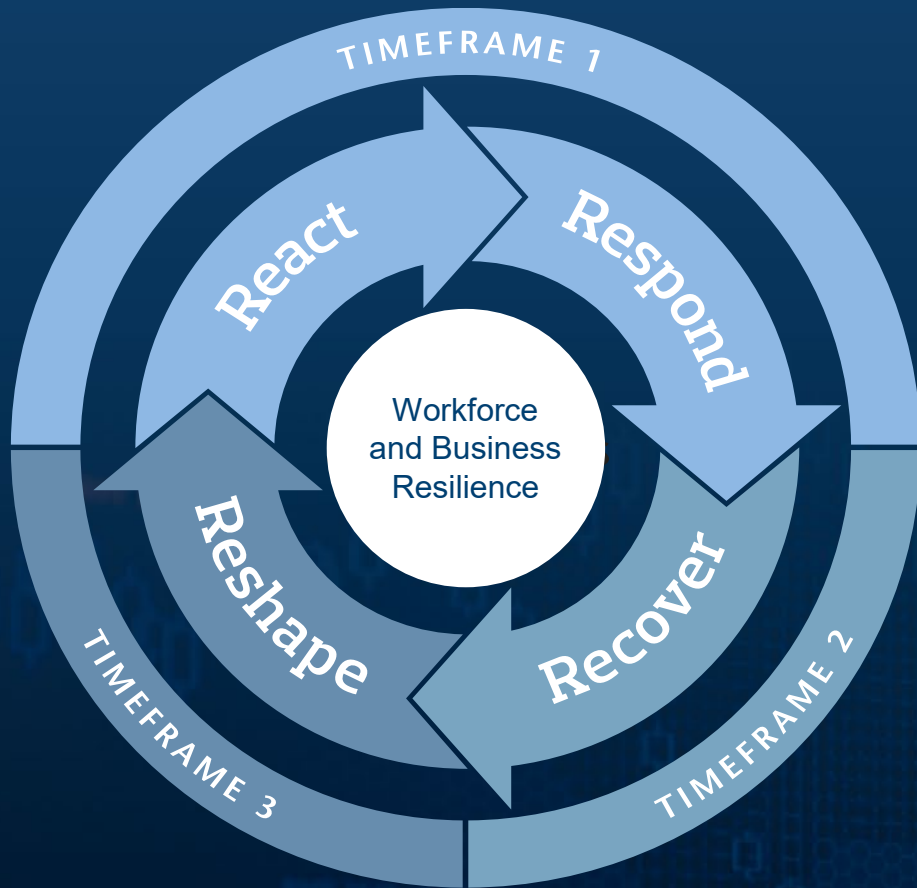 TIMEFRAME 1
React
Respond
Workforce
and Business
Resilience
Reshape
Recover
TIMEFRAME 3
TIMEFRAME 2